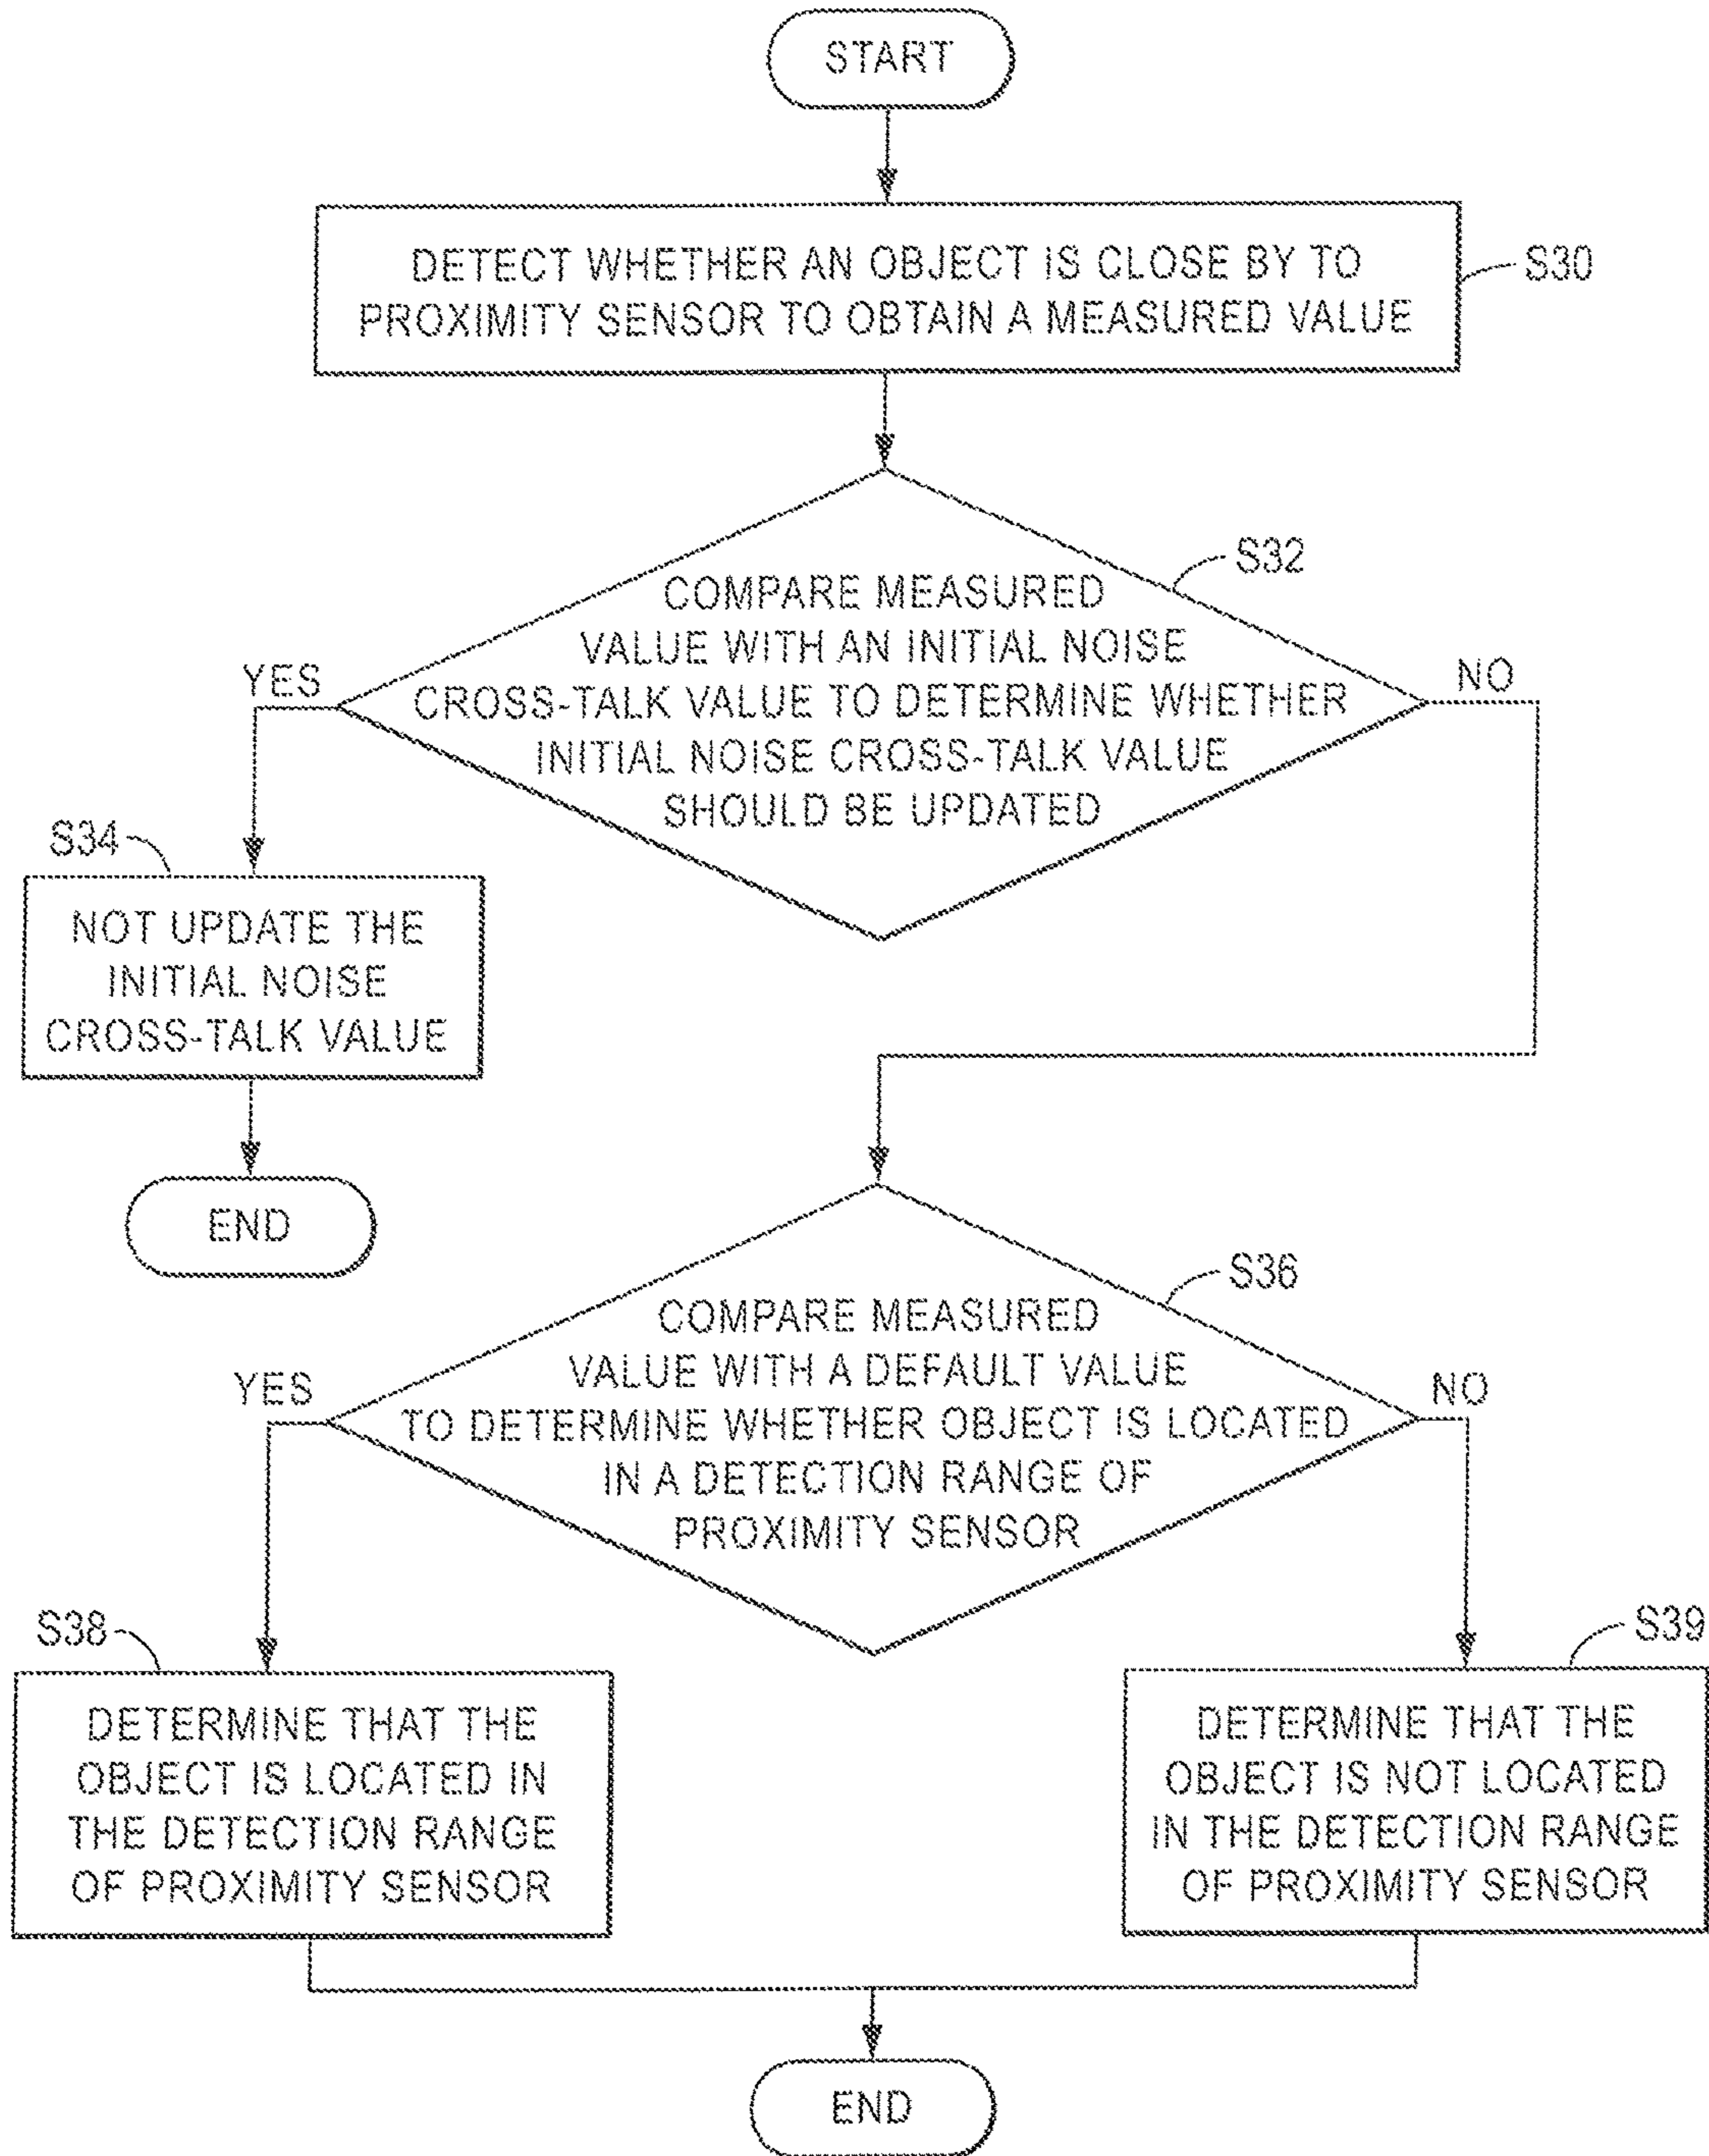 START
DETECT WHETHER AN OBJECT IS CLOSE BY TO
PROXIMITY SENSOR TO OBTAIN A MEASURED VALUE
S30
S32
COMPARE MEASURED
VALUE WITH AN INITIAL NOISE
CROSS-TALK VALUE TO DETERMINE WHETHER
INITIAL NOISE CROSS-TALK VALUE
SHOULD BE UPDATED
YES
NO
S34
NOT UPDATE THE
INITIAL NOISE
CROSS-TALK VALUE
END
S36
COMPARE MEASURED
VALUE WITH A DEFAULT VALUE
TO DETERMINE WHETHER OBJECT IS LOCATED
IN A DETECTION RANGE OF
PROXIMITY SENSOR
YES
NO
S38
DETERMINE THAT THE
OBJECT IS LOCATED IN
THE DETECTION RANGE
OF PROXIMITY SENSOR
S39
DETERMINE THAT THE
OBJECT IS NOT LOCATED
IN THE DETECTION RANGE
OF PROXIMITY SENSOR
END